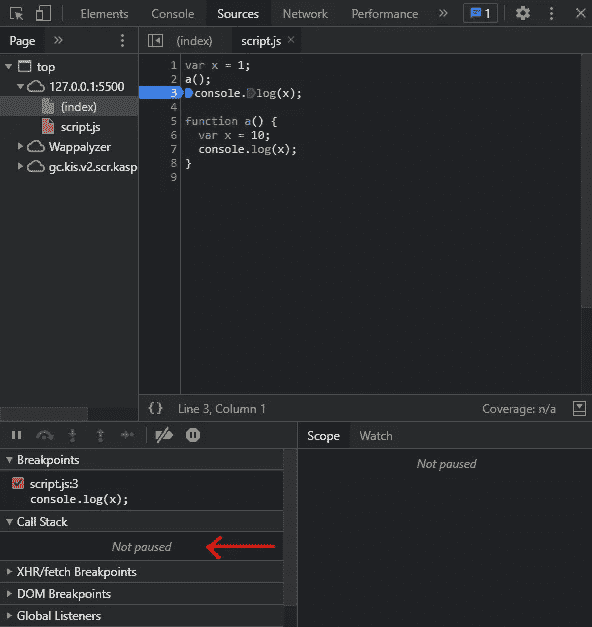 Elements Console Sources Network Performance » 1
Page » (index) script.js ×
top
127.0.0.1:5500
(index)
script.js
Wappalyzer
gc.kis.v2.scr.kasp
1 var x = 1;
2 a();
3 console.log(x);
4
5 function a() {
6 var x = 10;
7 console.log(x);
8 }
9
{} Line 3, Column 1 Coverage: n/a
Breakpoints
script.js:3
console.log(x);
Call Stack
Not paused
XHR/fetch Breakpoints
DOM Breakpoints
Global Listeners
Scope Watch
Not paused